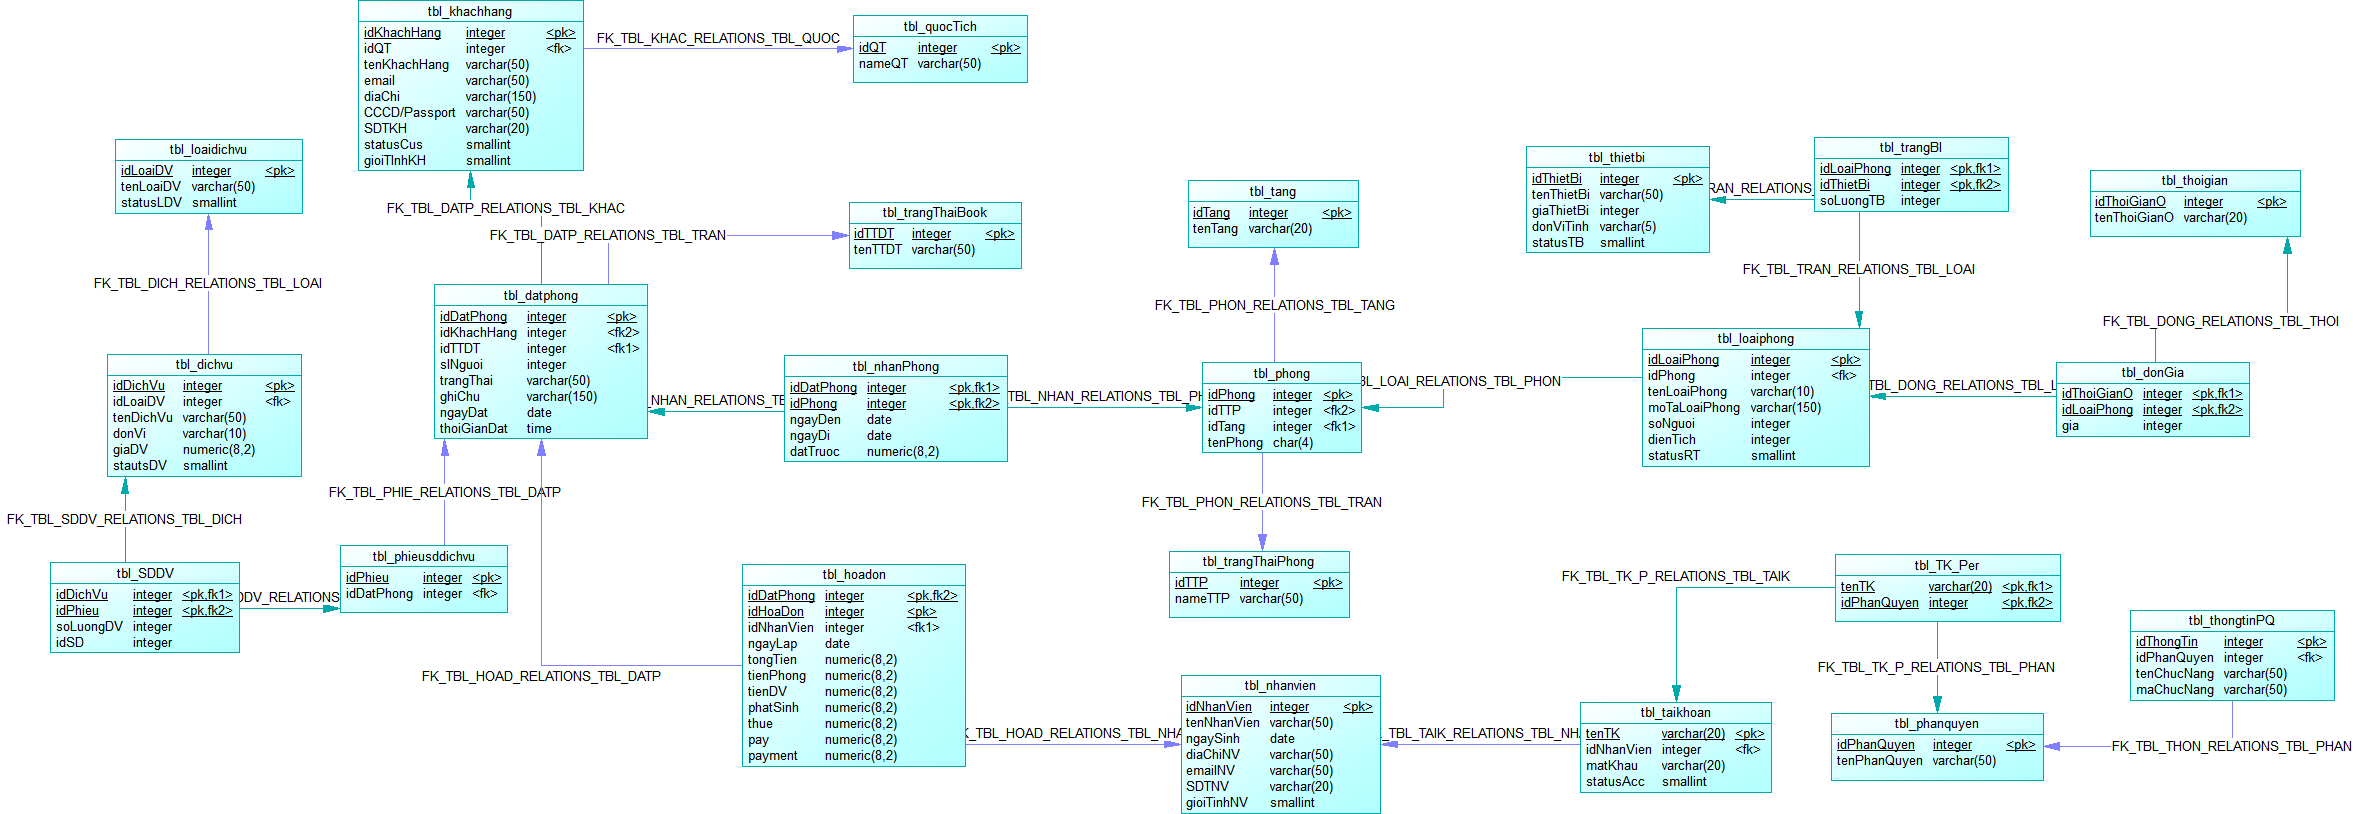 tbl_khachhang
idKhachHang integer <pk>
idQT integer <fk>
tenKhachHang varchar(50)
email varchar(50)
diaChi varchar(150)
CCCD/Passport varchar(50)
SDTKH varchar(20)
statusCus smallint
gioiTInhKH smallint
FK_TBL_KHAC_RELATIONS_TBL_QUOC
tbl_quocTich
idQT integer <pk>
nameQT varchar(50)
tbl_loaidichvu
idLoaiDV integer <pk>
tenLoaiDV varchar(50)
statusLDV smallint
FK_TBL_DATP_RELATIONS_TBL_KHAC
FK_TBL_DATP_RELATIONS_TBL_TRAN
tbl_trangThaiBook
idTTDT integer <pk>
tenTTDT varchar(50)
tbl_tang
idTang integer <pk>
tenTang varchar(20)
tbl_thietbi
idThietBi integer <pk>
tenThietBi varchar(50)
giaThietBi integer
donViTinh varchar(5)
statusTB smallint
RAN_RELATIONS_
tbl_trangBI
idLoaiPhong integer <pk,fk1>
idThietBi integer <pk,fk2>
soLuongTB integer
tbl_thoigian
idThoiGianO integer <pk>
tenThoiGianO varchar(20)
FK_TBL_DICH_RELATIONS_TBL_LOAI
FK_TBL_PHON_RELATIONS_TBL_TANG
FK_TBL_TRAN_RELATIONS_TBL_LOAI
FK_TBL_DONG_RELATIONS_TBL_THOI
tbl_datphong
idDatPhong integer <pk>
idKhachHang integer <fk2>
idTTDT integer <fk1>
slNguoi integer
trangThai varchar(50)
ghiChu varchar(150)
ngayDat date
thoiGianDat time
tbl_dichvu
idDichVu integer <pk>
idLoaiDV integer <fk>
tenDichVu varchar(50)
donVi varchar(10)
giaDV numeric(8,2)
stautsDV smallint
_NHAN_RELATIONS_TE
tbl_nhanPhong
idDatPhong integer <pk,fk1>
idPhong integer <pk,fk2>
ngayDen date
ngayDi date
datTruoc numeric(8,2)
TBL_NHAN_RELATIONS_TBL_PH
tbl_phong
idPhong integer <pk>
idTTP integer <fk2>
idTang integer <fk1>
tenPhong char(4)
BL_LOAI_RELATIONS_TBL_PHON
tbl_loaiphong
idLoaiPhong integer <pk>
idPhong integer <fk>
tenLoaiPhong varchar(10)
moTaLoaiPhong varchar(150)
soNguoi integer
dienTich integer
statusRT smallint
TBL_DONG_RELATIONS_TBL_L
tbl_donGia
idThoiGianO integer <pk,fk1>
idLoaiPhong integer <pk,fk2>
gia integer
FK_TBL_SDDV_RELATIONS_TBL_DICH
FK_TBL_PHIE_RELATIONS_TBL_DATP
FK_TBL_PHON_RELATIONS_TBL_TRAN
tbl_SDDV
idDichVu integer <pk,fk1>
idPhieu integer <pk,fk2>
soLuongDV integer
idSD integer
DDV_RELATIONS
tbl_phieusddichvu
idPhieu integer <pk>
idDatPhong integer <fk>
tbl_hoadon
idDatPhong integer <pk,fk2>
idHoaDon integer <pk>
idNhanVien integer <fk1>
ngayLap date
tongTien numeric(8,2)
tienPhong numeric(8,2)
tienDV numeric(8,2)
phatSinh numeric(8,2)
thue numeric(8,2)
pay numeric(8,2)
payment numeric(8,2)
FK_TBL_HOAD_RELATIONS_TBL_DATP
tbl_trangThaiPhong
idTTP integer <pk>
nameTTP varchar(50)
FK_TBL_TK_P_RELATIONS_TBL_TAIK
tbl_TK_Per
tenTK varchar(20) <pk,fk1>
idPhanQuyen integer <pk,fk2>
FK_TBL_TK_P_RELATIONS_TBL_PHAN
tbl_thongtinPQ
idThongTin integer <pk>
idPhanQuyen integer <fk>
tenChucNang varchar(50)
maChucNang varchar(50)
K_TBL_HOAD_RELATIONS_TBL_NHA
tbl_nhanvien
idNhanVien integer <pk>
tenNhanVien varchar(50)
ngaySinh date
diaChiNV varchar(50)
emailNV varchar(50)
SDTNV varchar(20)
gioiTinhNV smallint
K_TBL_TAIK_RELATIONS_TBL_NH
tbl_taikhoan
tenTK varchar(20) <pk>
idNhanVien integer <fk>
matKhau varchar(20)
statusAcc smallint
tbl_phanquyen
idPhanQuyen integer <pk>
tenPhanQuyen varchar(50)
FK_TBL_THON_RELATIONS_TBL_PHAN